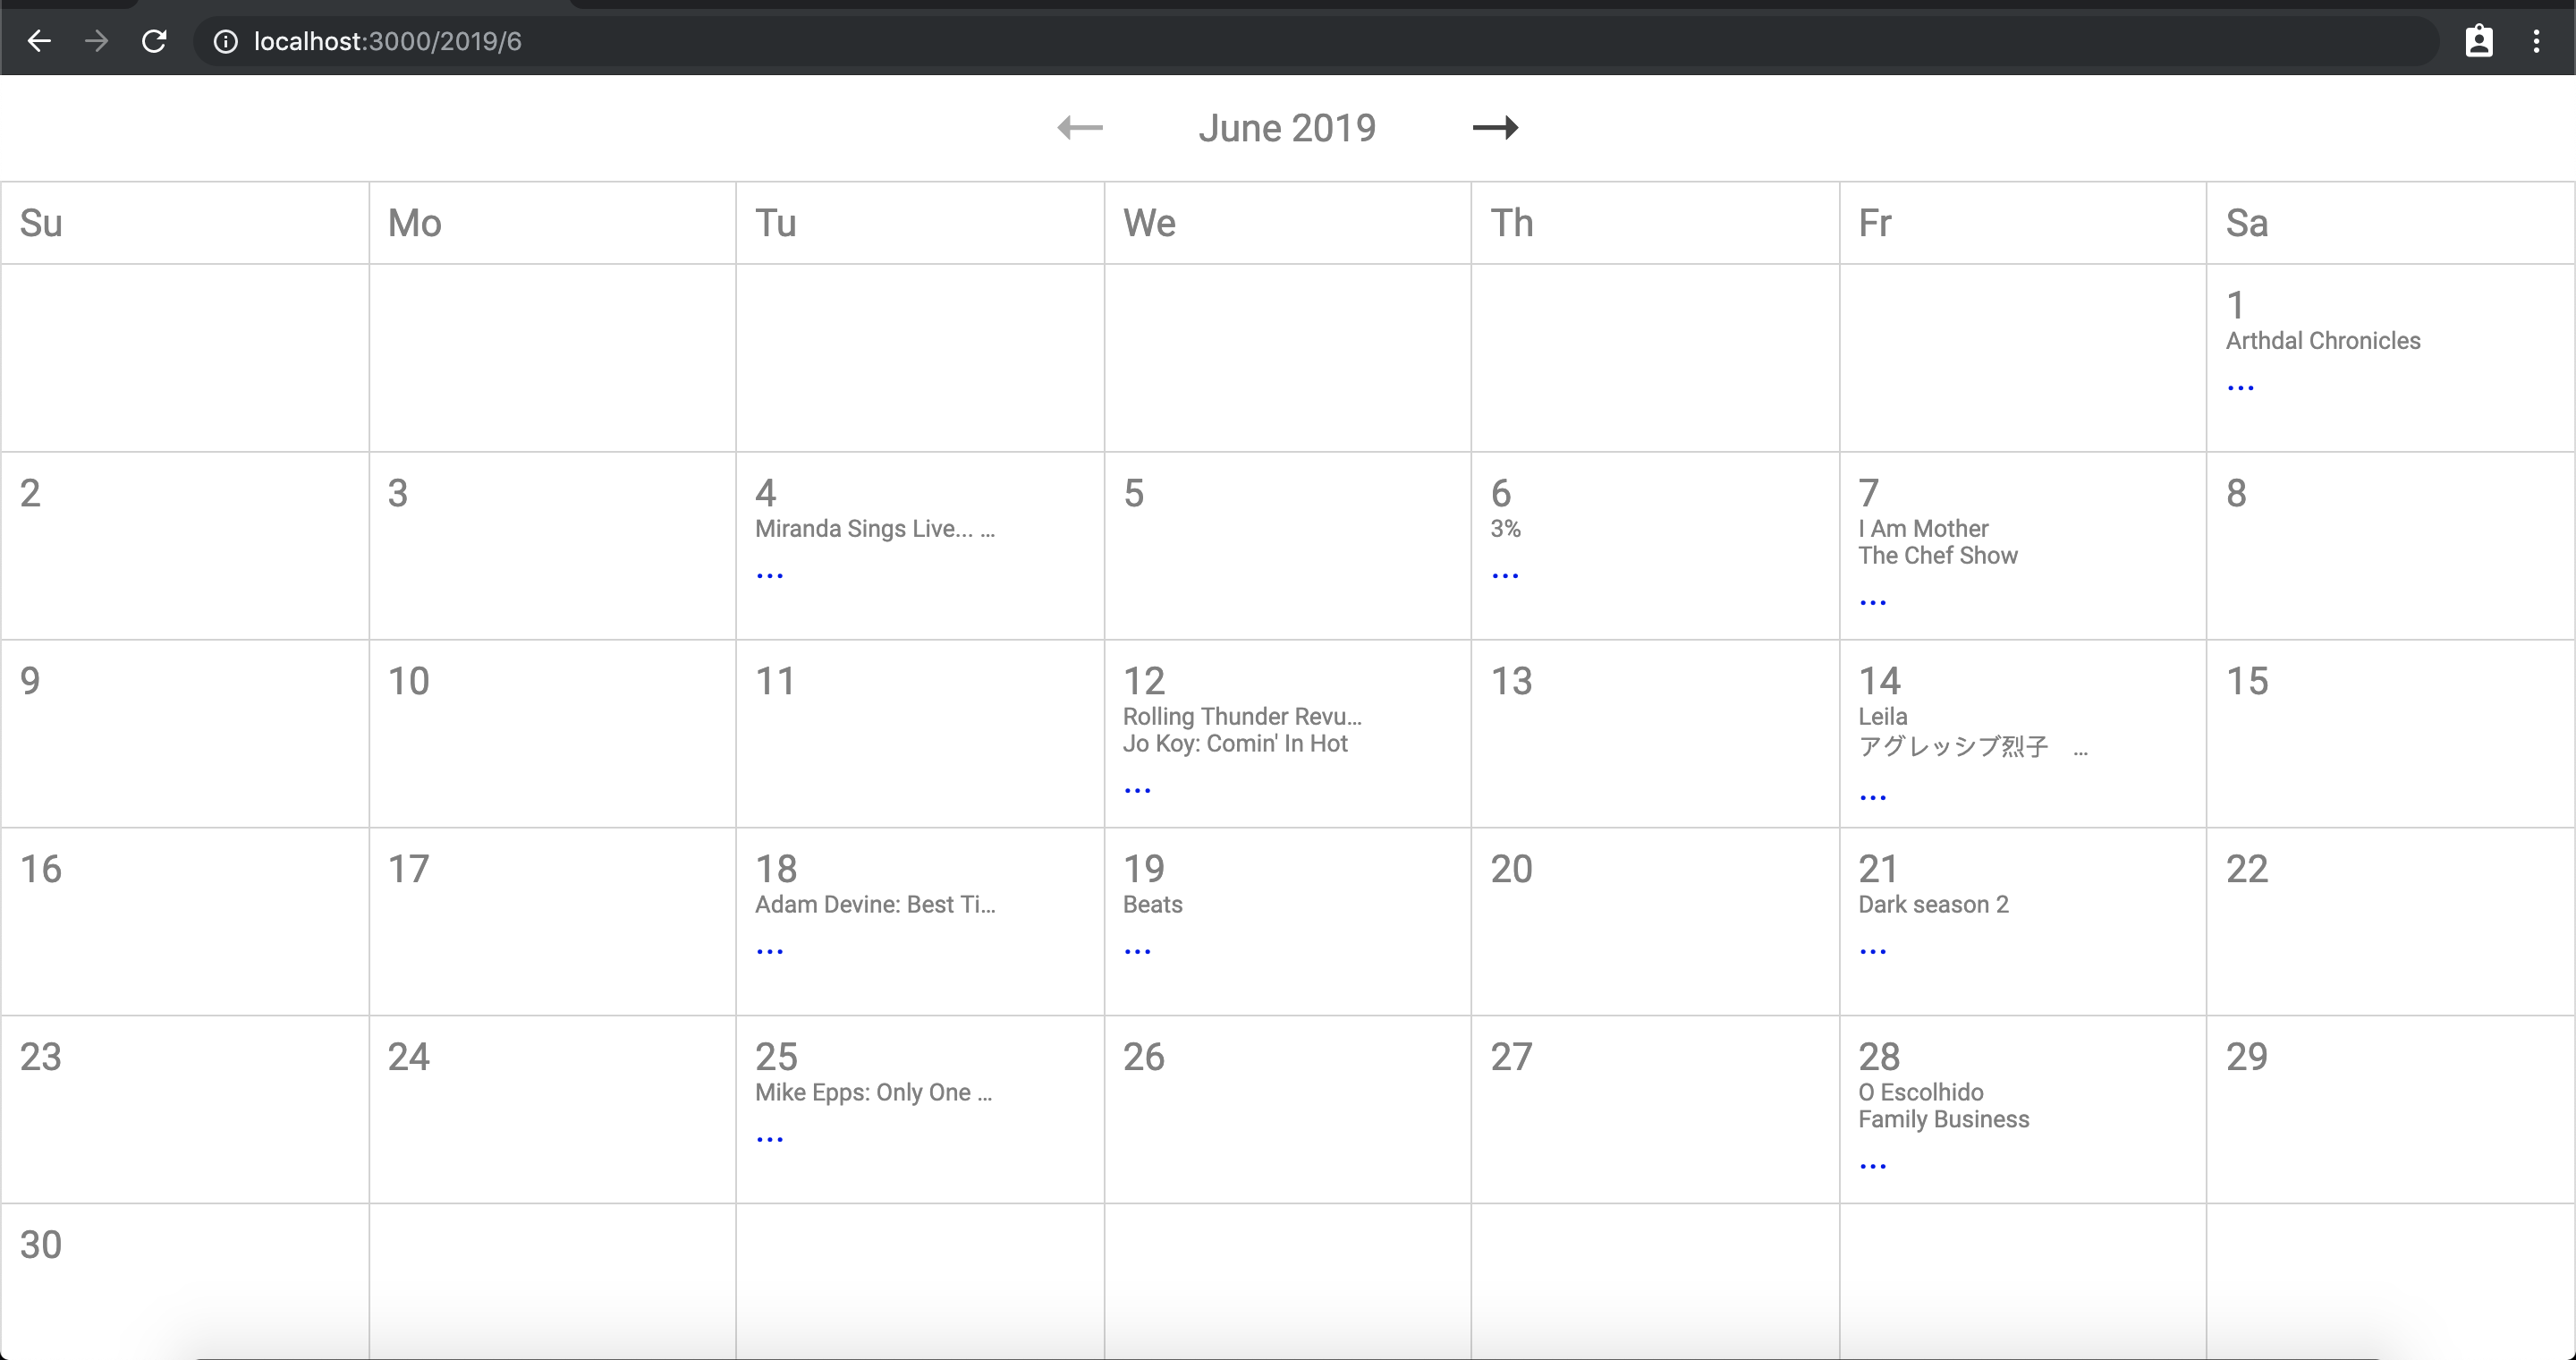 localhost:3000/2019/6
June 2019
Su Mo Tu We Th Fr Sa
1
Arthdal Chronicles
...
2 3 4 5 6 7 8
Miranda Sings Live... ...
...
3%
...
I Am Mother
The Chef Show
...
9 10 11 12 13 14 15
Rolling Thunder Revu...
Jo Koy: Comin' In Hot
...
Leila
アグレッシブ烈子　...
...
16 17 18 19 20 21 22
Adam Devine: Best Ti...
...
Beats
...
Dark season 2
...
23 24 25 26 27 28 29
Mike Epps: Only One ...
...
O Escolhido
Family Business
...
30